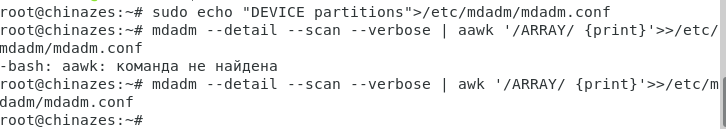 root@chinazes:~# sudo echo "DEVICE partitions">/etc/mdadm/mdadm.conf
root@chinazes:~# mdadm --detail --scan --verbose | aawk '/ARRAY/ {print}'>>/etc/
mdadm/mdadm.conf
-bash: aawk: команда не найдена
root@chinazes:~# mdadm --detail --scan --verbose | awk '/ARRAY/ {print}'>>/etc/m
dadm/mdadm.conf
root@chinazes:~#